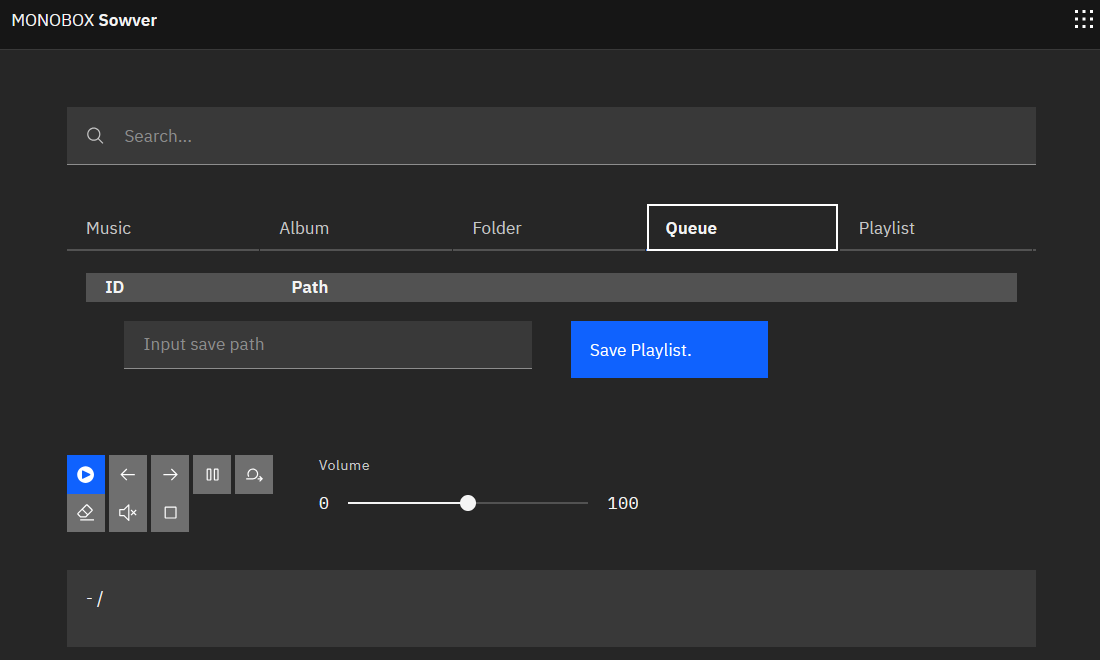 MONOBOX Sowver
Search...
Music Album Folder Queue Playlist
ID Path
Input save path Save Playlist.
Volume
0 100
- /